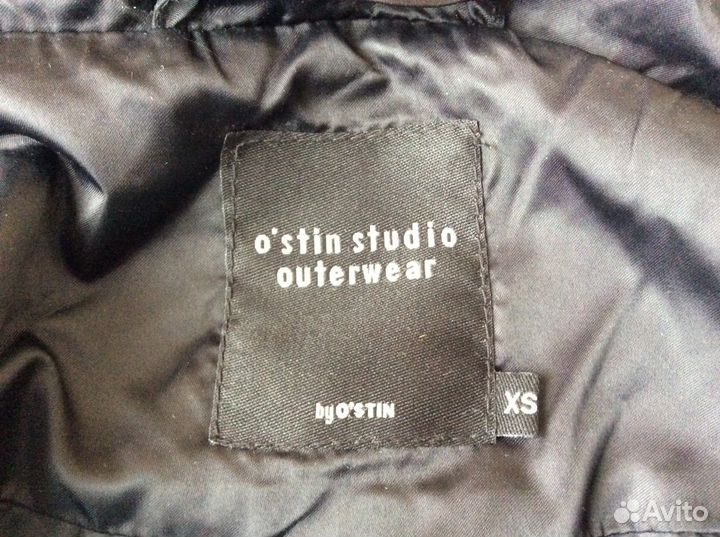 o'stin studio
outerwear
by O'STIN
XS
Avito